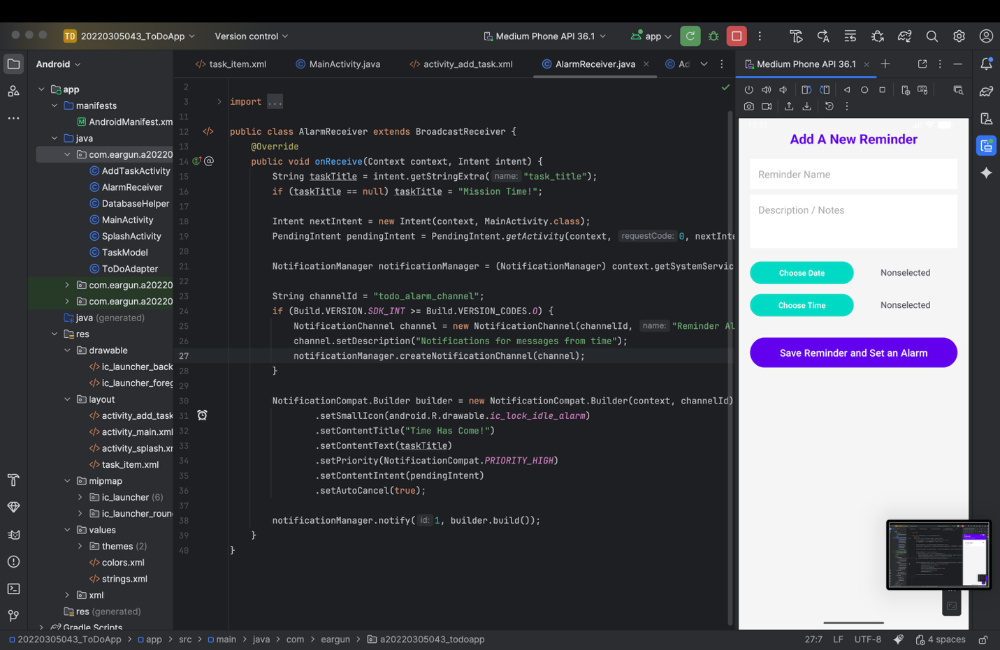 TD 20220305043_ToDoApp Version control Medium Phone API 36.1 app
Android
task_item.xml MainActivity.java activity_add_task.xml AlarmReceiver.java Ad
Medium Phone API 36.1
app
manifests
AndroidManifest.xm
java
com.eargun.a20220
AddTaskActivity
AlarmReceiver
DatabaseHelper
MainActivity
SplashActivity
TaskModel
ToDoAdapter
com.eargun.a20220
com.eargun.a20220
java (generated)
res
drawable
ic_launcher_back
ic_launcher_foreg
layout
activity_add_task
activity_main.xml
activity_splash.xm
task_item.xml
mipmap
ic_launcher (6)
ic_launcher_roun
values
themes (2)
colors.xml
strings.xml
xml
res (generated)
Gradle Scripts
2
3 import ...
11
12 public class AlarmReceiver extends BroadcastReceiver {
13 @Override
14 public void onReceive(Context context, Intent intent) {
15 String taskTitle = intent.getStringExtra( name: "task_title");
16 if (taskTitle == null) taskTitle = "Mission Time!";
17
18 Intent nextIntent = new Intent(context, MainActivity.class);
19 PendingIntent pendingIntent = PendingIntent.getActivity(context, requestCode: 0, nextInte
20
21 NotificationManager notificationManager = (NotificationManager) context.getSystemServic
22
23 String channelId = "todo_alarm_channel";
24 if (Build.VERSION.SDK_INT >= Build.VERSION_CODES.O) {
25 NotificationChannel channel = new NotificationChannel(channelId, name: "Reminder Al
26 channel.setDescription("Notifications for messages from time");
27 notificationManager.createNotificationChannel(channel);
28 }
29
30 NotificationCompat.Builder builder = new NotificationCompat.Builder(context, channelId)
31 .setSmallIcon(android.R.drawable.ic_lock_idle_alarm)
32 .setContentTitle("Time Has Come!")
33 .setContentText(taskTitle)
34 .setPriority(NotificationCompat.PRIORITY_HIGH)
35 .setContentIntent(pendingIntent)
36 .setAutoCancel(true);
37
38 notificationManager.notify( id: 1, builder.build());
39 }
40 }
Add A New Reminder
Reminder Name
Description / Notes
Choose Date Nonselected
Choose Time Nonselected
Save Reminder and Set an Alarm
20220305043_ToDoApp > app > src > main > java > com > eargun > a20220305043_todoapp
27:7 LF UTF-8 4 spaces